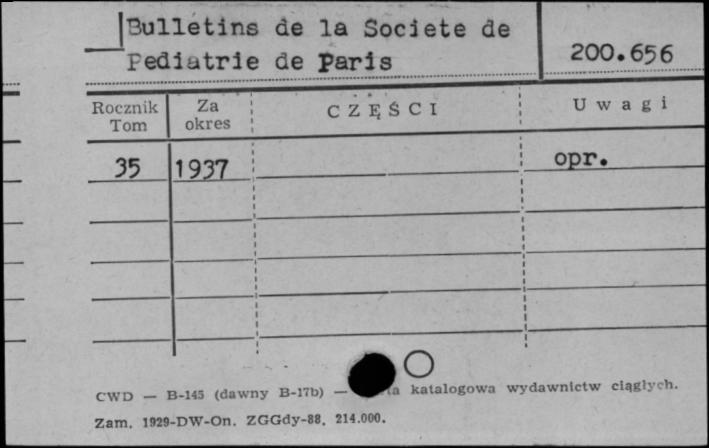 Bulletins de la Societe de
Pediatrie de Paris
200.656
Rocznik Tom
Za okres
CZĘŚCI
Uwagi
35 1937 opr.
CWD — B-145 (dawny B-17b) — katalogowa wydawnictw ciągłych.
Zam. 1929-DW-On. ZGGdy-88. 214.000.